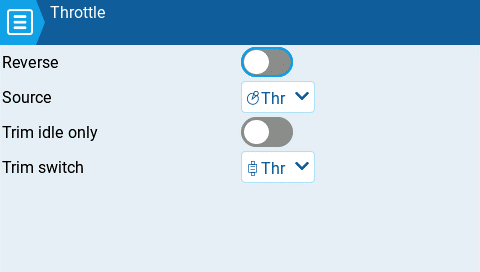 Throttle
Reverse
Source Thr
Trim idle only
Trim switch Thr